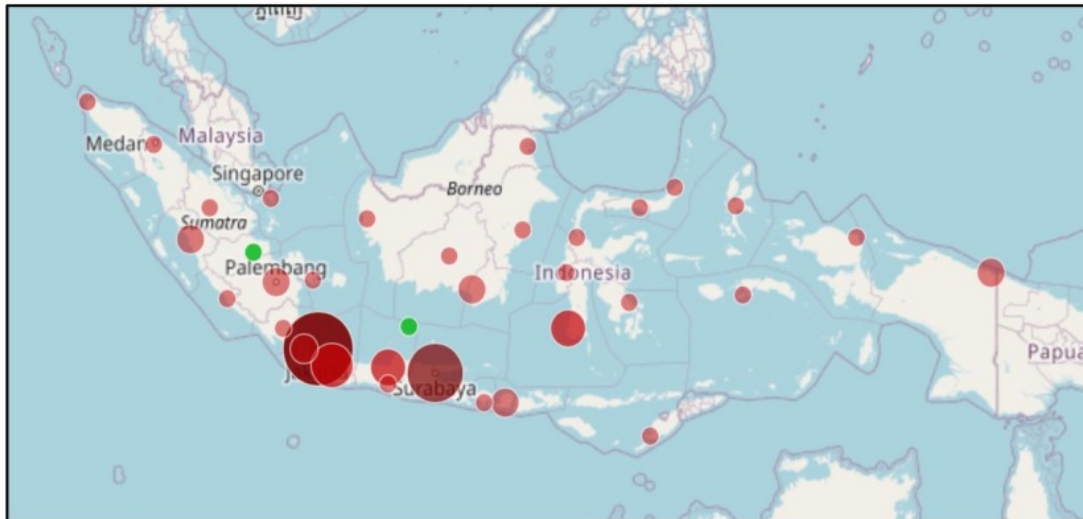 Medan
Malaysia
Singapore
Borneo
Sumatra
Palembang
Indonesia
Surabaya
Papua